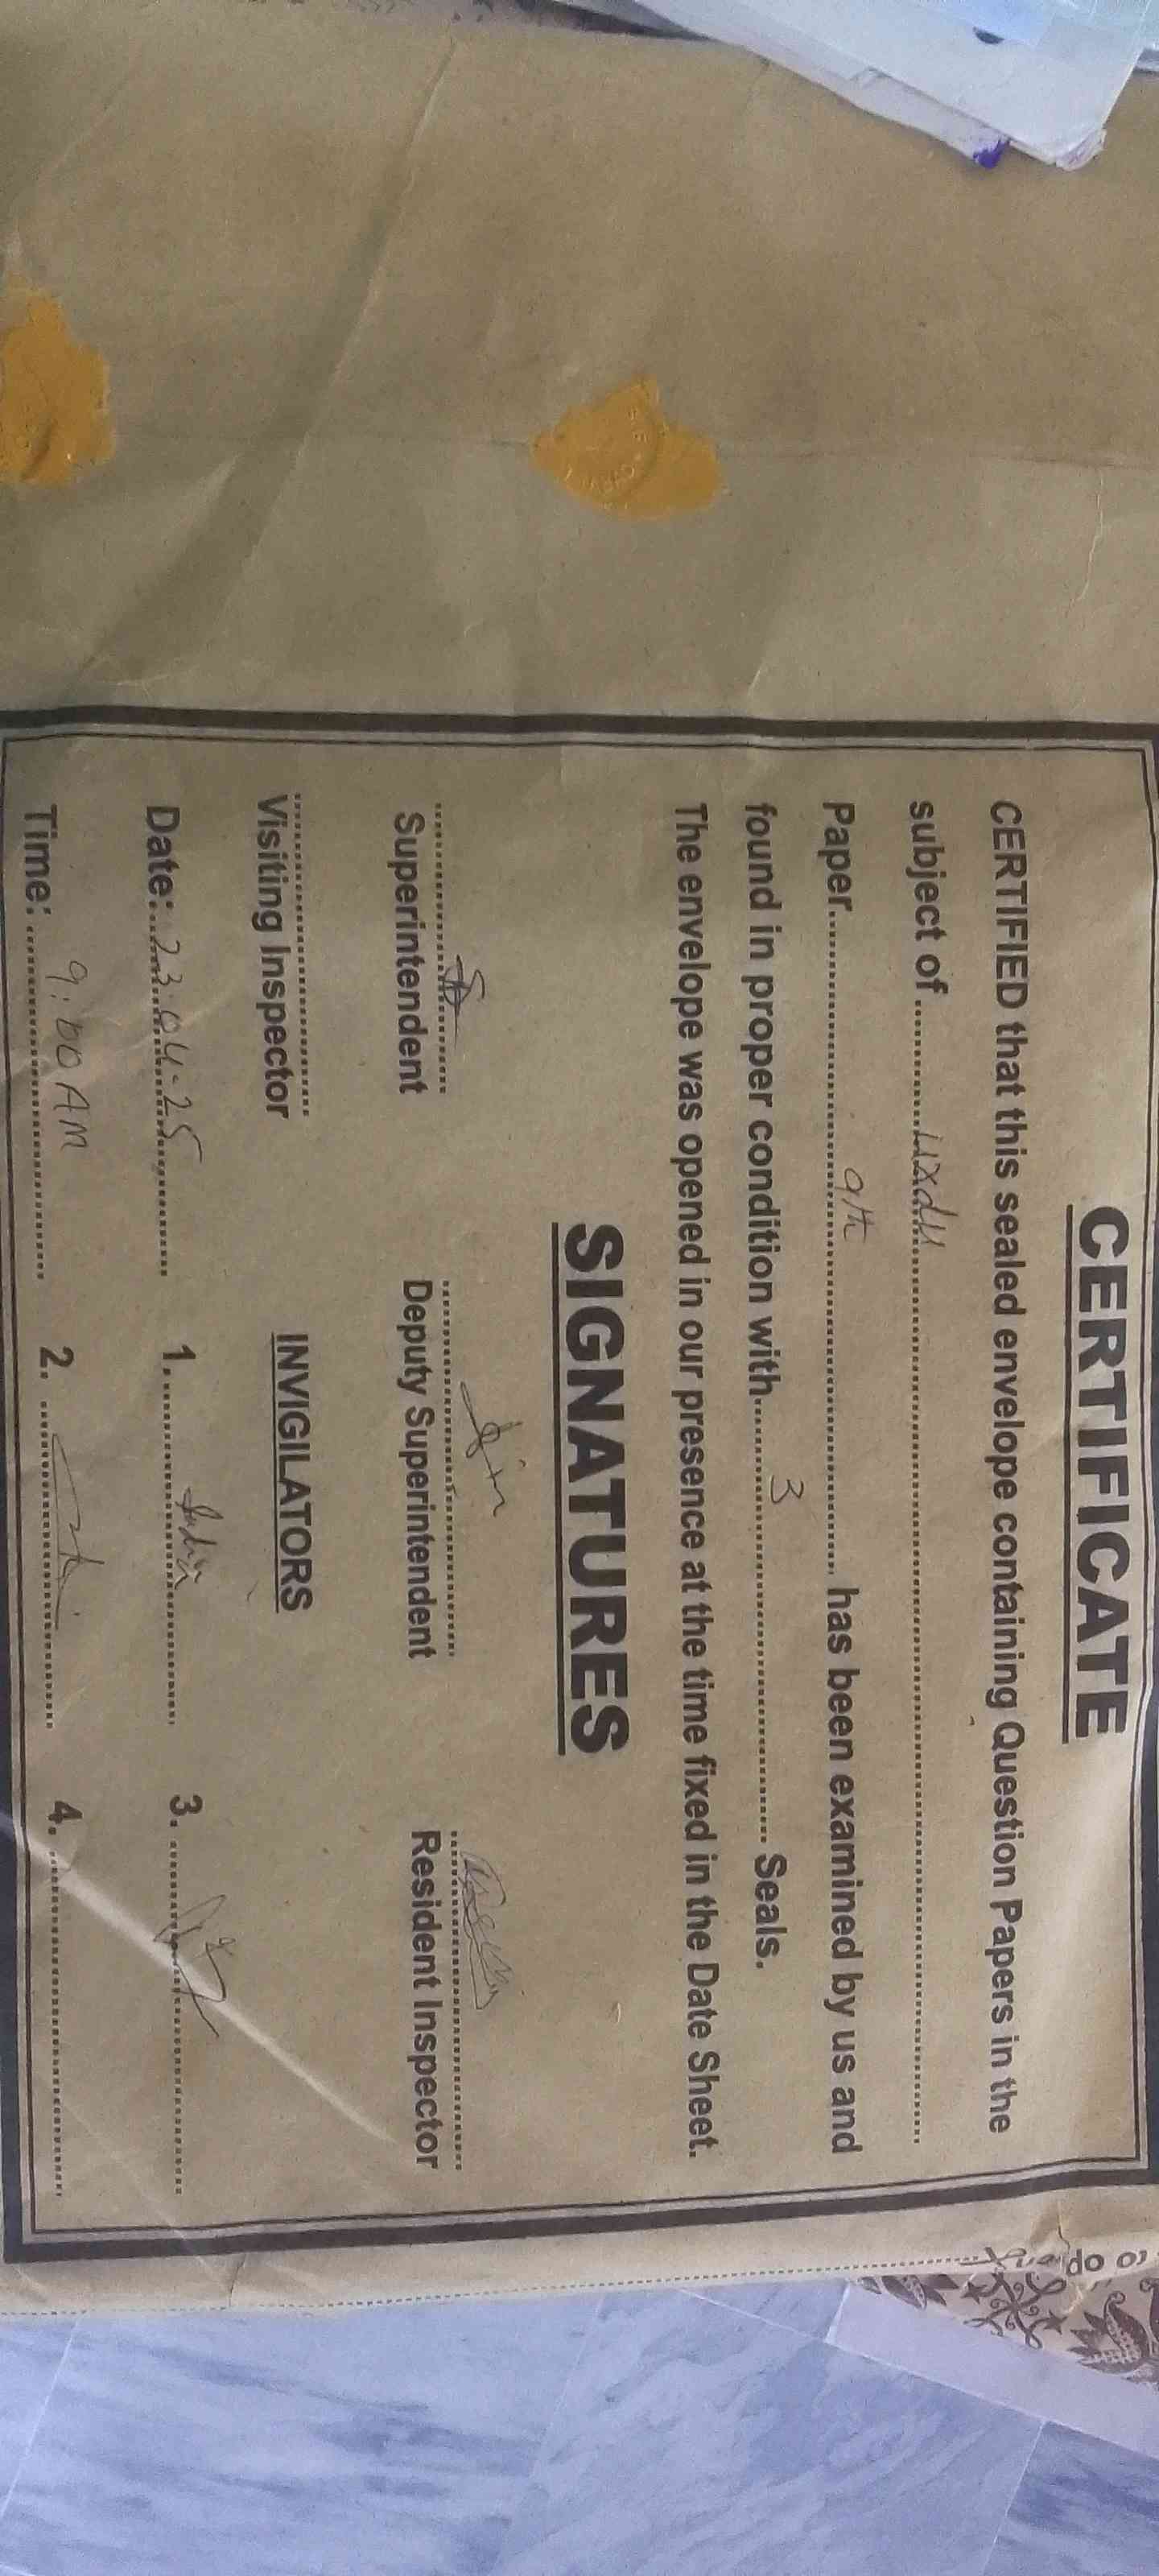 CERTIFICATE
CERTIFIED that this sealed envelope containing Question Papers in the
subject of ................urdu................
Paper................9th................ has been examined by us and
found in proper condition with................3................ Seals.
The envelope was opened in our presence at the time fixed in the Date Sheet.
SIGNATURES
Superintendent Deputy Superintendent Resident Inspector
Visiting Inspector INVIGILATORS
Date: 23.04-25 1. 3.
Time: 9:00 AM 2. 4.
to op